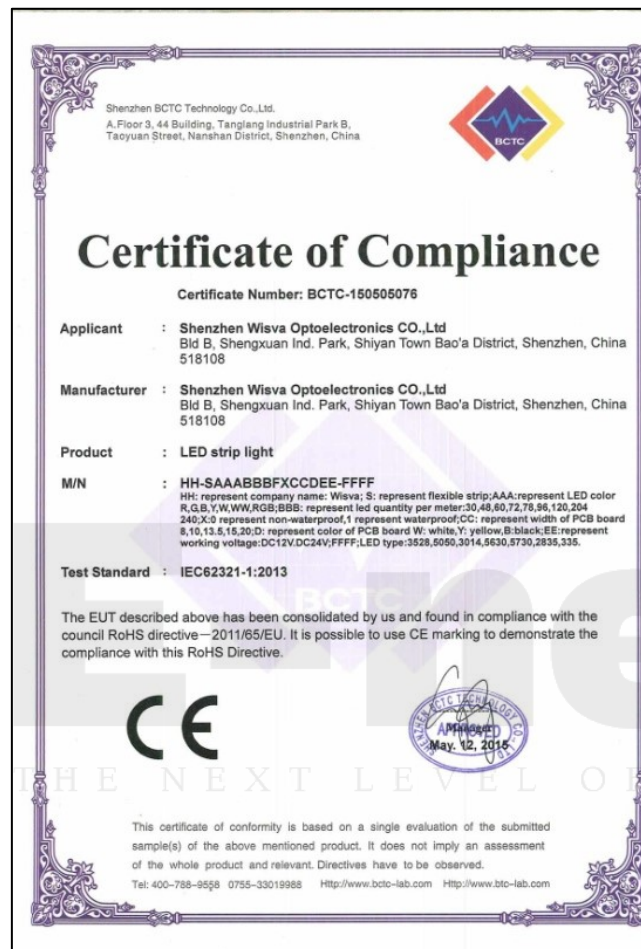 Shenzhen BCTC Technology Co.,Ltd.
A.Floor 3, 44 Building, Tanglang Industrial Park B,
Taoyuan Street, Nanshan District, Shenzhen, China
BCTC
Certificate of Compliance
Certificate Number: BCTC-150505076
Applicant : Shenzhen Wisva Optoelectronics CO.,Ltd
Bld B, Shengxuan Ind. Park, Shiyan Town Bao'a District, Shenzhen, China
518108
Manufacturer : Shenzhen Wisva Optoelectronics CO.,Ltd
Bld B, Shengxuan Ind. Park, Shiyan Town Bao'a District, Shenzhen, China
518108
Product : LED strip light
M/N : HH-SAAABBBFXCCDEE-FFFF
HH: represent company name: Wisva; S: represent flexible strip;AAA:represent LED color
R,G,B,Y,W,WW,RGB;BBB: represent led quantity per meter:30,48,60,72,78,96,120,204
240;X:0 represent non-waterproof,1 represent waterproof;CC: represent width of PCB board
8,10,13.5,15,20;D: represent color of PCB board W: white,Y: yellow,B:black;EE:represent
working voltage:DC12V.DC24V;FFFF;LED type:3528,5050,3014,5630,5730,2835,335.
Test Standard : IEC62321-1:2013
BCTC
The EUT described above has been consolidated by us and found in compliance with the
council RoHS directive—2011/65/EU. It is possible to use CE marking to demonstrate the
compliance with this RoHS Directive.
E-ne
CE
SHENZHEN BCTC TECHNOLOGY CO., LTD
APPROVED
Manager
May. 12, 2015
THE NEXT LEVEL OF
This certificate of conformity is based on a single evaluation of the submitted
sample(s) of the above mentioned product. It does not imply an assessment
of the whole product and relevant. Directives have to be observed.
Tel: 400-788-9558 0755-33019988 Http://www.bctc-lab.com Http://www.btc-lab.com